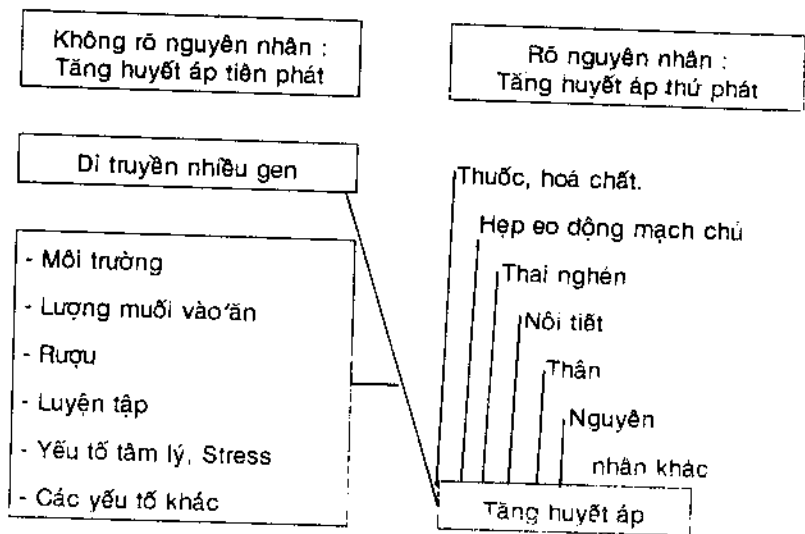 Không rõ nguyên nhân :
Tăng huyết áp tiên phát
Rõ nguyên nhân :
Tăng huyết áp thứ phát
Di truyền nhiều gen
- Môi trường
- Lượng muối vào ăn
- Rượu
- Luyện tập
- Yếu tố tâm lý, Stress
- Các yếu tố khác
Thuốc, hoá chất.
Hẹp eo động mạch chủ
Thai nghén
Nội tiết
Thận
Nguyên
nhân khác
Tăng huyết áp